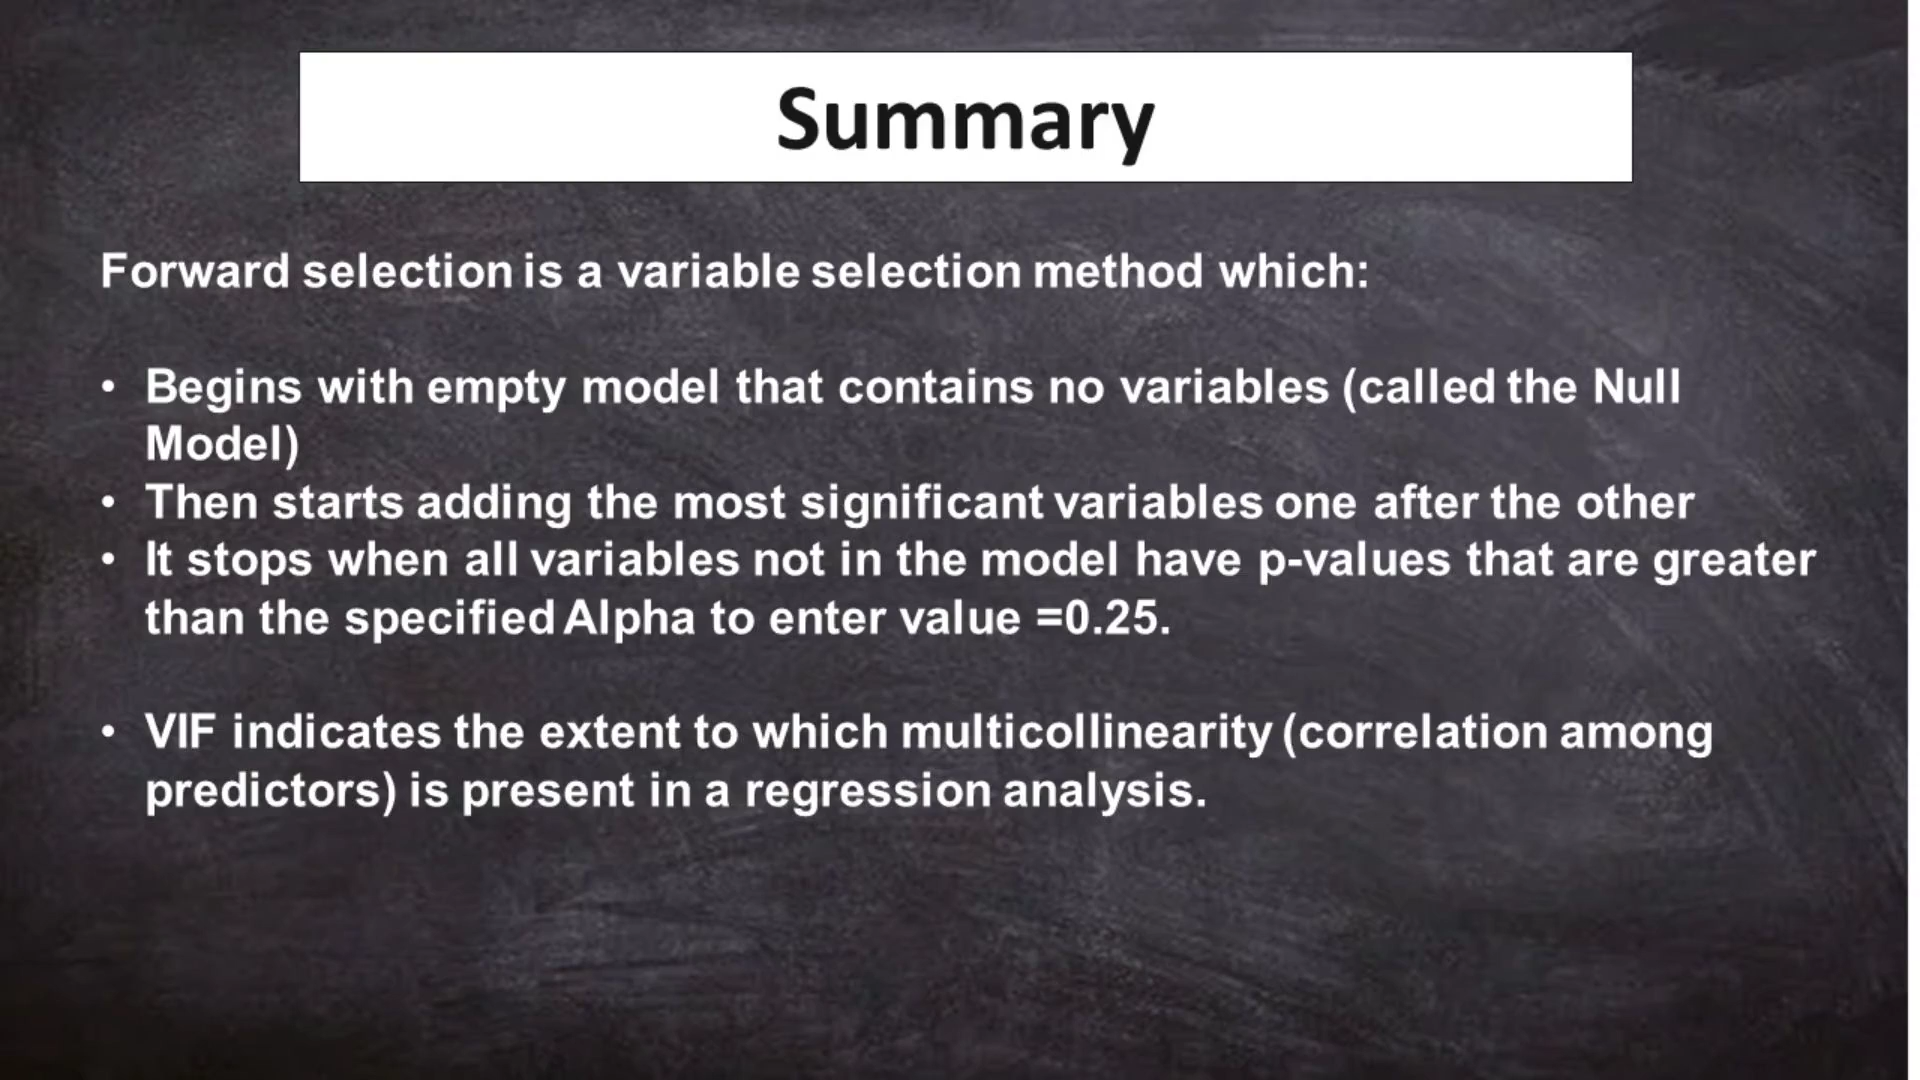 Summary
Forward selection is a variable selection method which:
• Begins with empty model that contains no variables (called the Null
Model)
• Then starts adding the most significant variables one after the other
• It stops when all variables not in the model have p-values that are greater
than the specified Alpha to enter value =0.25.
• VIF indicates the extent to which multicollinearity (correlation among
predictors) is present in a regression analysis.